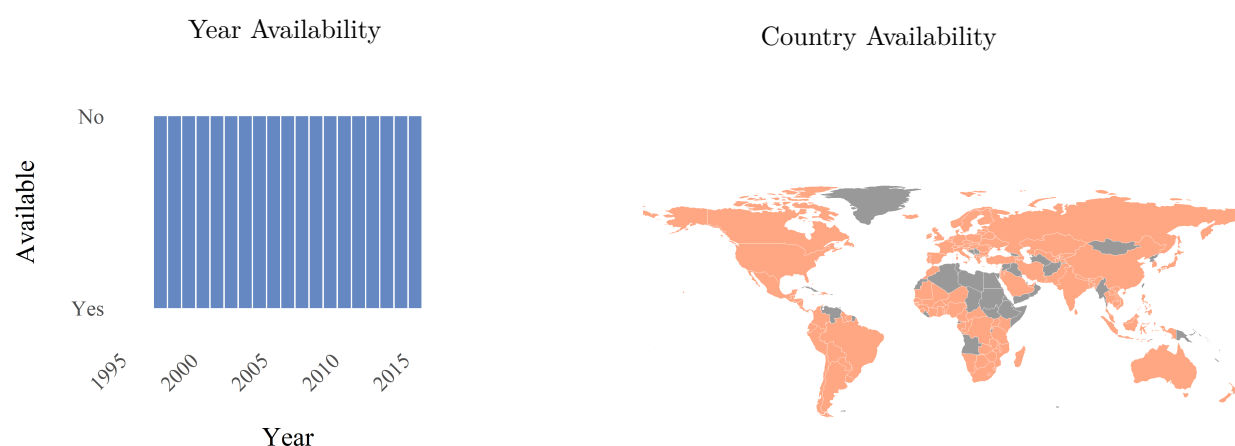 Year Availability
Country Availability
No
Available
Yes
1995
2000
2005
2010
2015
Year